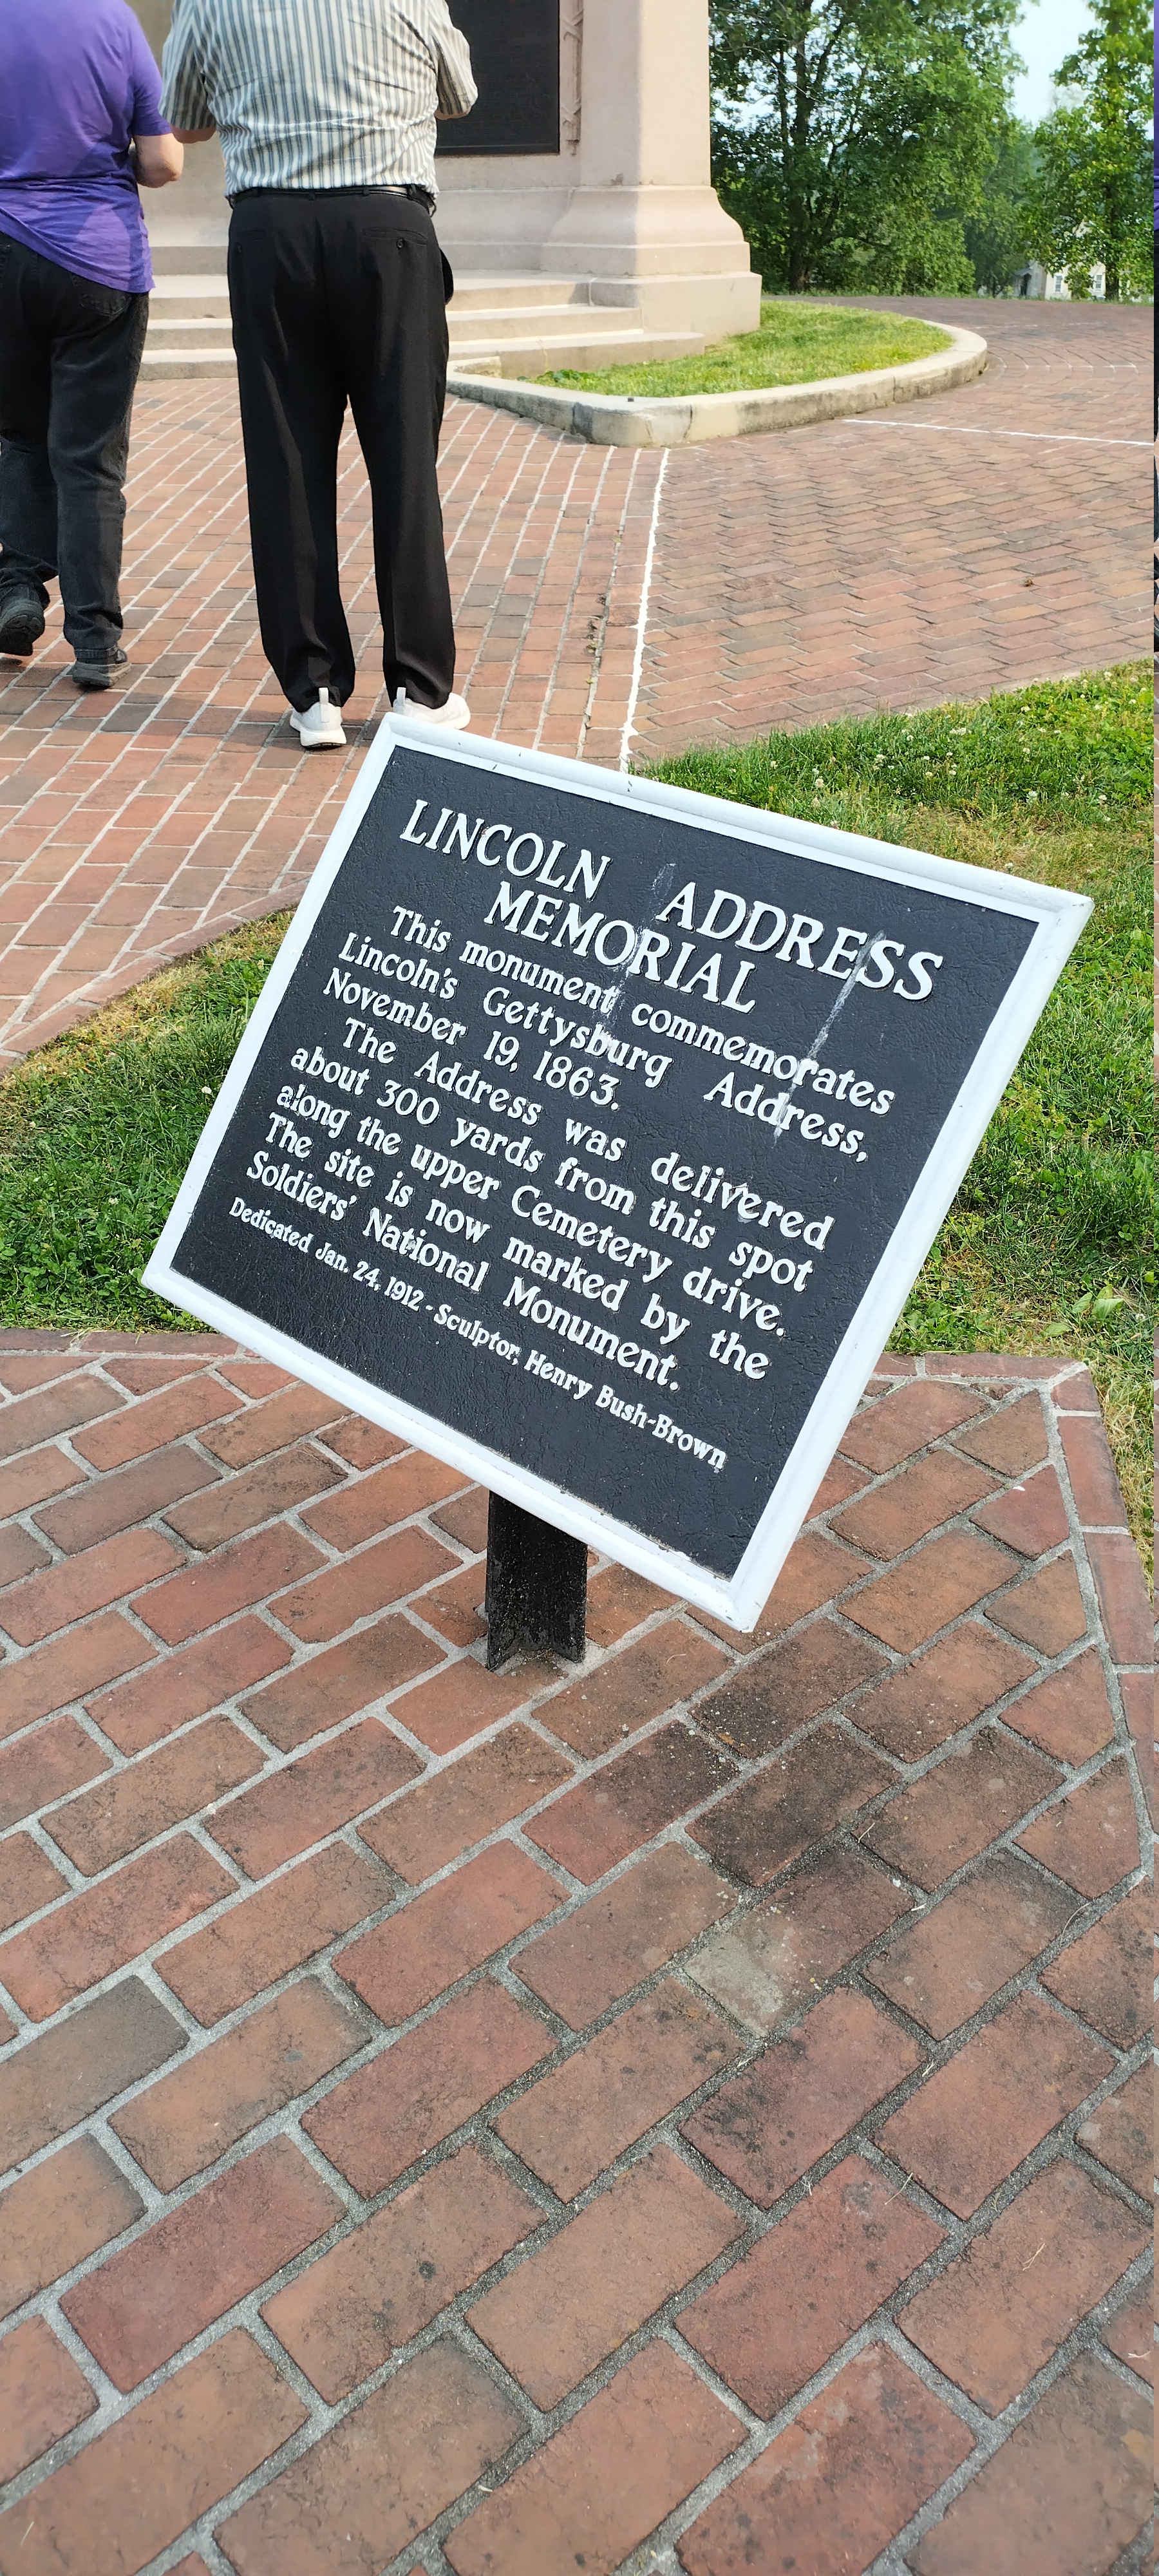 LINCOLN ADDRESS
MEMORIAL
This monument commemorates
Lincoln's Gettysburg Address,
November 19, 1863.
The Address was delivered
about 300 yards from this spot
along the upper Cemetery drive.
The site is now marked by the
Soldiers' National Monument.
Dedicated Jan. 24, 1912 - Sculptor, Henry Bush-Brown